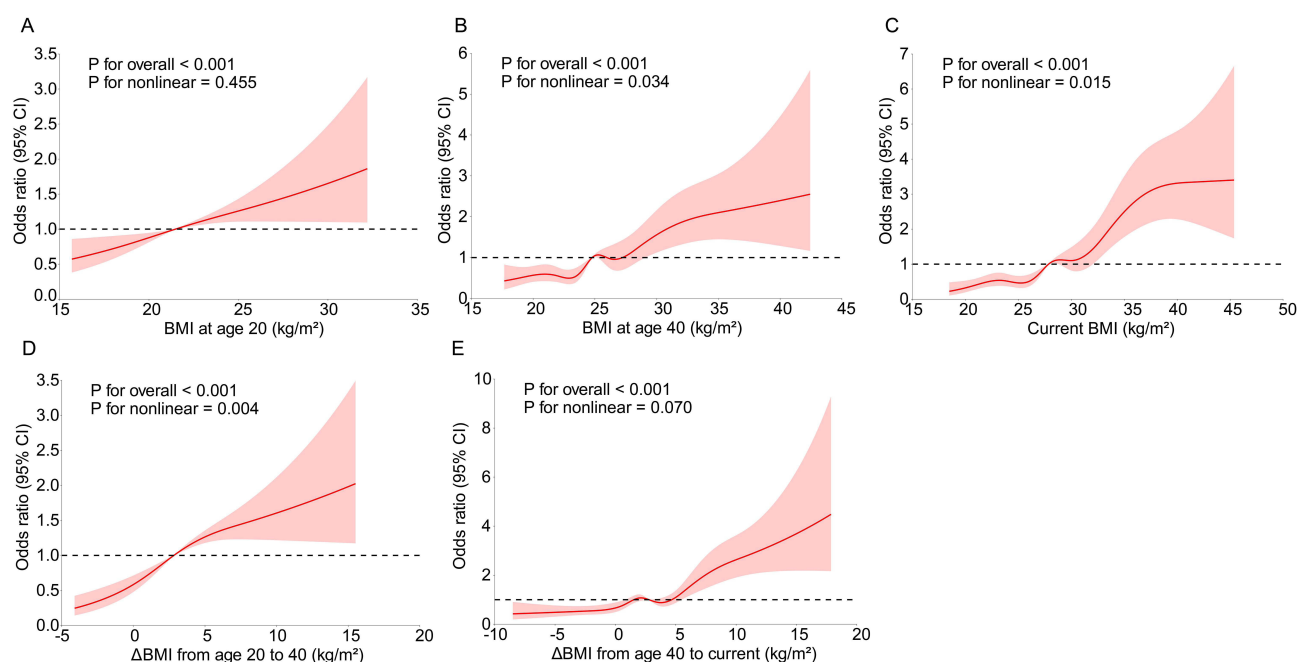 A
P for overall < 0.001
P for nonlinear = 0.455
Odds ratio (95% CI)
3.5
3.0
2.5
2.0
1.5
1.0
0.5
0.0
15 20 25 30 35
BMI at age 20 (kg/m²)
B
P for overall < 0.001
P for nonlinear = 0.034
Odds ratio (95% CI)
6
5
4
3
2
1
0
20 25 30 35 40 45
BMI at age 40 (kg/m²)
C
P for overall < 0.001
P for nonlinear = 0.015
Odds ratio (95% CI)
7
6
5
4
3
2
1
0
15 20 25 30 35 40 45 50
Current BMI (kg/m²)
D
P for overall < 0.001
P for nonlinear = 0.004
Odds ratio (95% CI)
3.5
3.0
2.5
2.0
1.5
1.0
0.5
0.0
-5 0 5 10 15 20
ΔBMI from age 20 to 40 (kg/m²)
E
P for overall < 0.001
P for nonlinear = 0.070
Odds ratio (95% CI)
10
8
6
4
2
0
-10 -5 0 5 10 15 20
ΔBMI from age 40 to current (kg/m²)